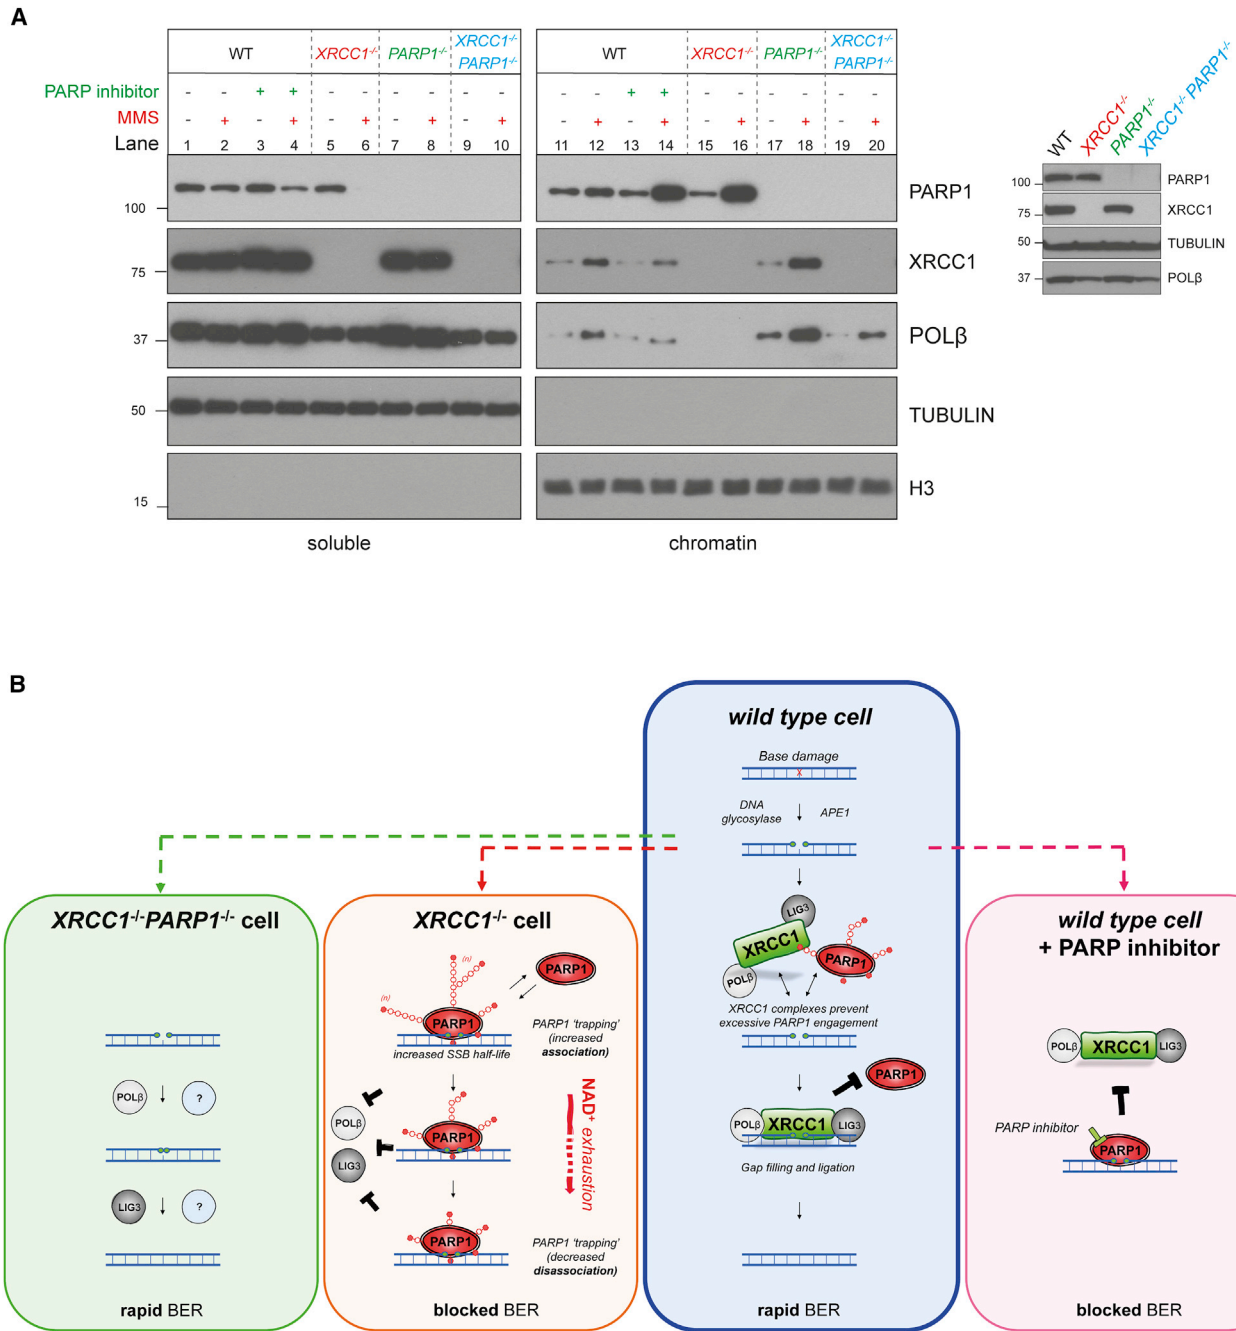 A
WT XRCC1-/- PARP1-/- XRCC1-/- PARP1-/-
WT XRCC1-/- PARP1-/- XRCC1-/- PARP1-/-
PARP inhibitor - - + + - - - - - - - - + + - - - - - -
MMS - + - + - + - + - + - + - + - + - + - +
Lane 1 2 3 4 5 6 7 8 9 10 11 12 13 14 15 16 17 18 19 20
100 PARP1
75 XRCC1
37 POLβ
50 TUBULIN
15 H3
soluble chromatin
WT XRCC1-/- PARP1-/- XRCC1-/- PARP1-/-
100 PARP1
75 XRCC1
50 TUBULIN
37 POLβ
B
XRCC1-/-PARP1-/- cell
POLβ ?
LIG3 ?
rapid BER
XRCC1-/- cell
(n)
(n)
PARP1
PARP1
increased SSB half-life
PARP1 ‘trapping’
(increased
association)
POLβ
LIG3
PARP1
NAD+ exhaustion
PARP1
PARP1 ‘trapping’
(decreased
disassociation)
blocked BER
wild type cell
Base damage
X
DNA
glycosylase
APE1
LIG3
XRCC1
POLβ
PARP1
XRCC1 complexes prevent
excessive PARP1 engagement
PARP1
POLβ XRCC1 LIG3
Gap filling and ligation
rapid BER
wild type cell
+ PARP inhibitor
POLβ XRCC1 LIG3
PARP inhibitor
PARP1
blocked BER